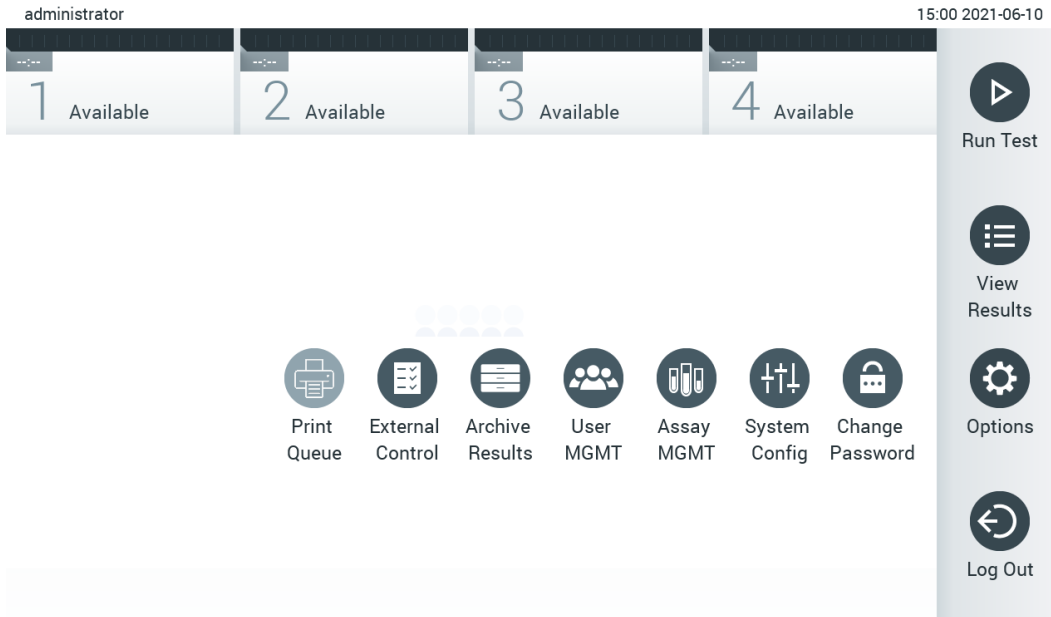 administrator 15:00 2021-06-10
--:-- --:-- --:-- --:--
1 Available 2 Available 3 Available 4 Available
Run Test
View
Results
Print External Archive User Assay System Change
Queue Control Results MGMT MGMT Config Password
Options
Log Out